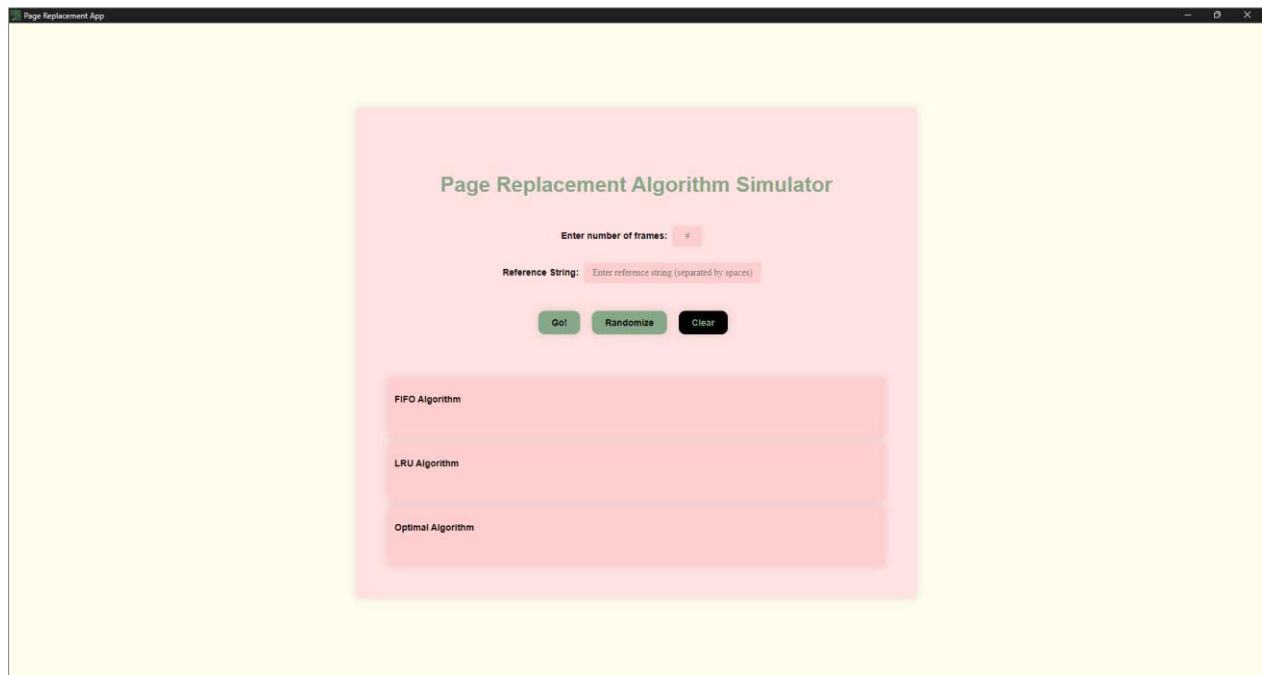 Page Replacement App
Page Replacement Algorithm Simulator
Enter number of frames: #
Reference String: Enter reference string (separated by spaces)
Go! Randomize Clear
FIFO Algorithm
LRU Algorithm
Optimal Algorithm